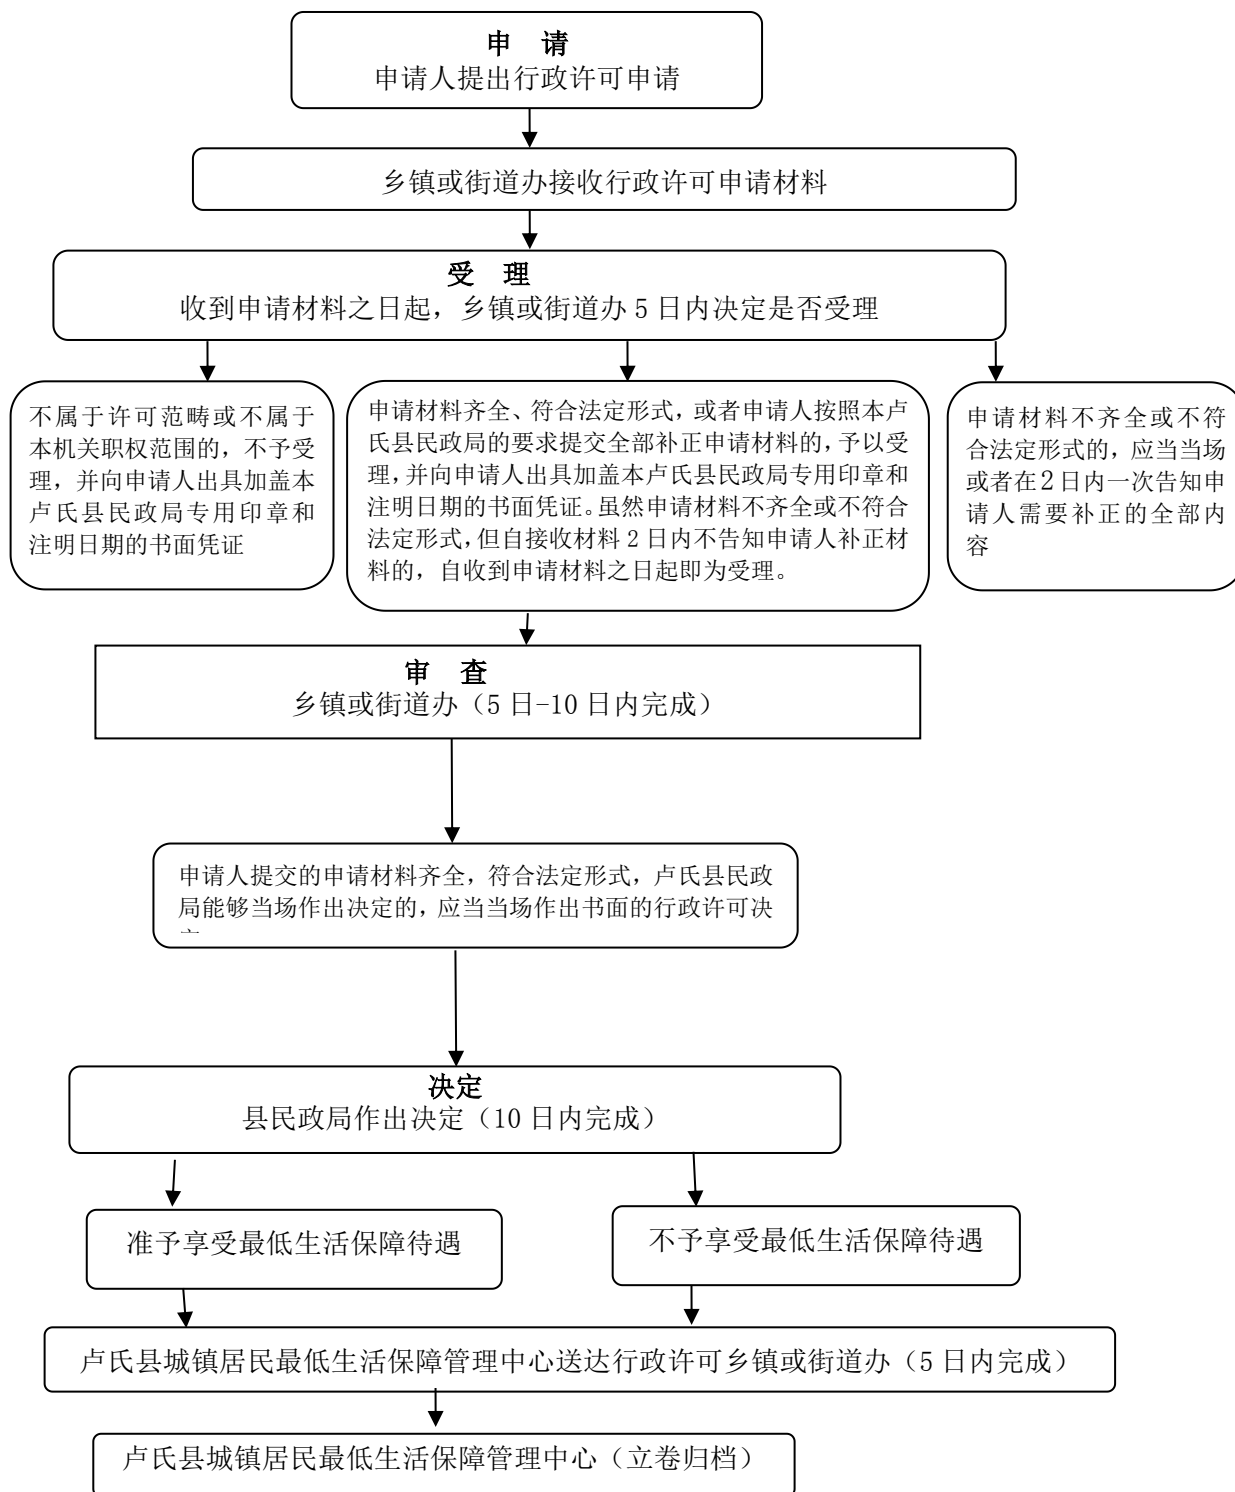 申 请
申请人提出行政许可申请
乡镇或街道办接收行政许可申请材料
受 理
收到申请材料之日起，乡镇或街道办 5 日内决定是否受理
不属于许可范畴或不属于
本机关职权范围的，不予受
理，并向申请人出具加盖本
卢氏县民政局专用印章和
注明日期的书面凭证
申请材料齐全、符合法定形式，或者申请人按照本卢
氏县民政局的要求提交全部补正申请材料的，予以受
理，并向申请人出具加盖本卢氏县民政局专用印章和
注明日期的书面凭证。虽然申请材料不齐全或不符合
法定形式，但自接收材料 2 日内不告知申请人补正材
料的，自收到申请材料之日起即为受理。
申请材料不齐全或不符
合法定形式的，应当当场
或者在2日内一次告知申
请人需要补正的全部内
容
审 查
乡镇或街道办（5 日-10 日内完成）
申请人提交的申请材料齐全，符合法定形式，卢氏县民政
局能够当场作出决定的，应当当场作出书面的行政许可决
决定
县民政局作出决定（10 日内完成）
准予享受最低生活保障待遇
不予享受最低生活保障待遇
卢氏县城镇居民最低生活保障管理中心送达行政许可乡镇或街道办（5 日内完成）
卢氏县城镇居民最低生活保障管理中心（立卷归档）